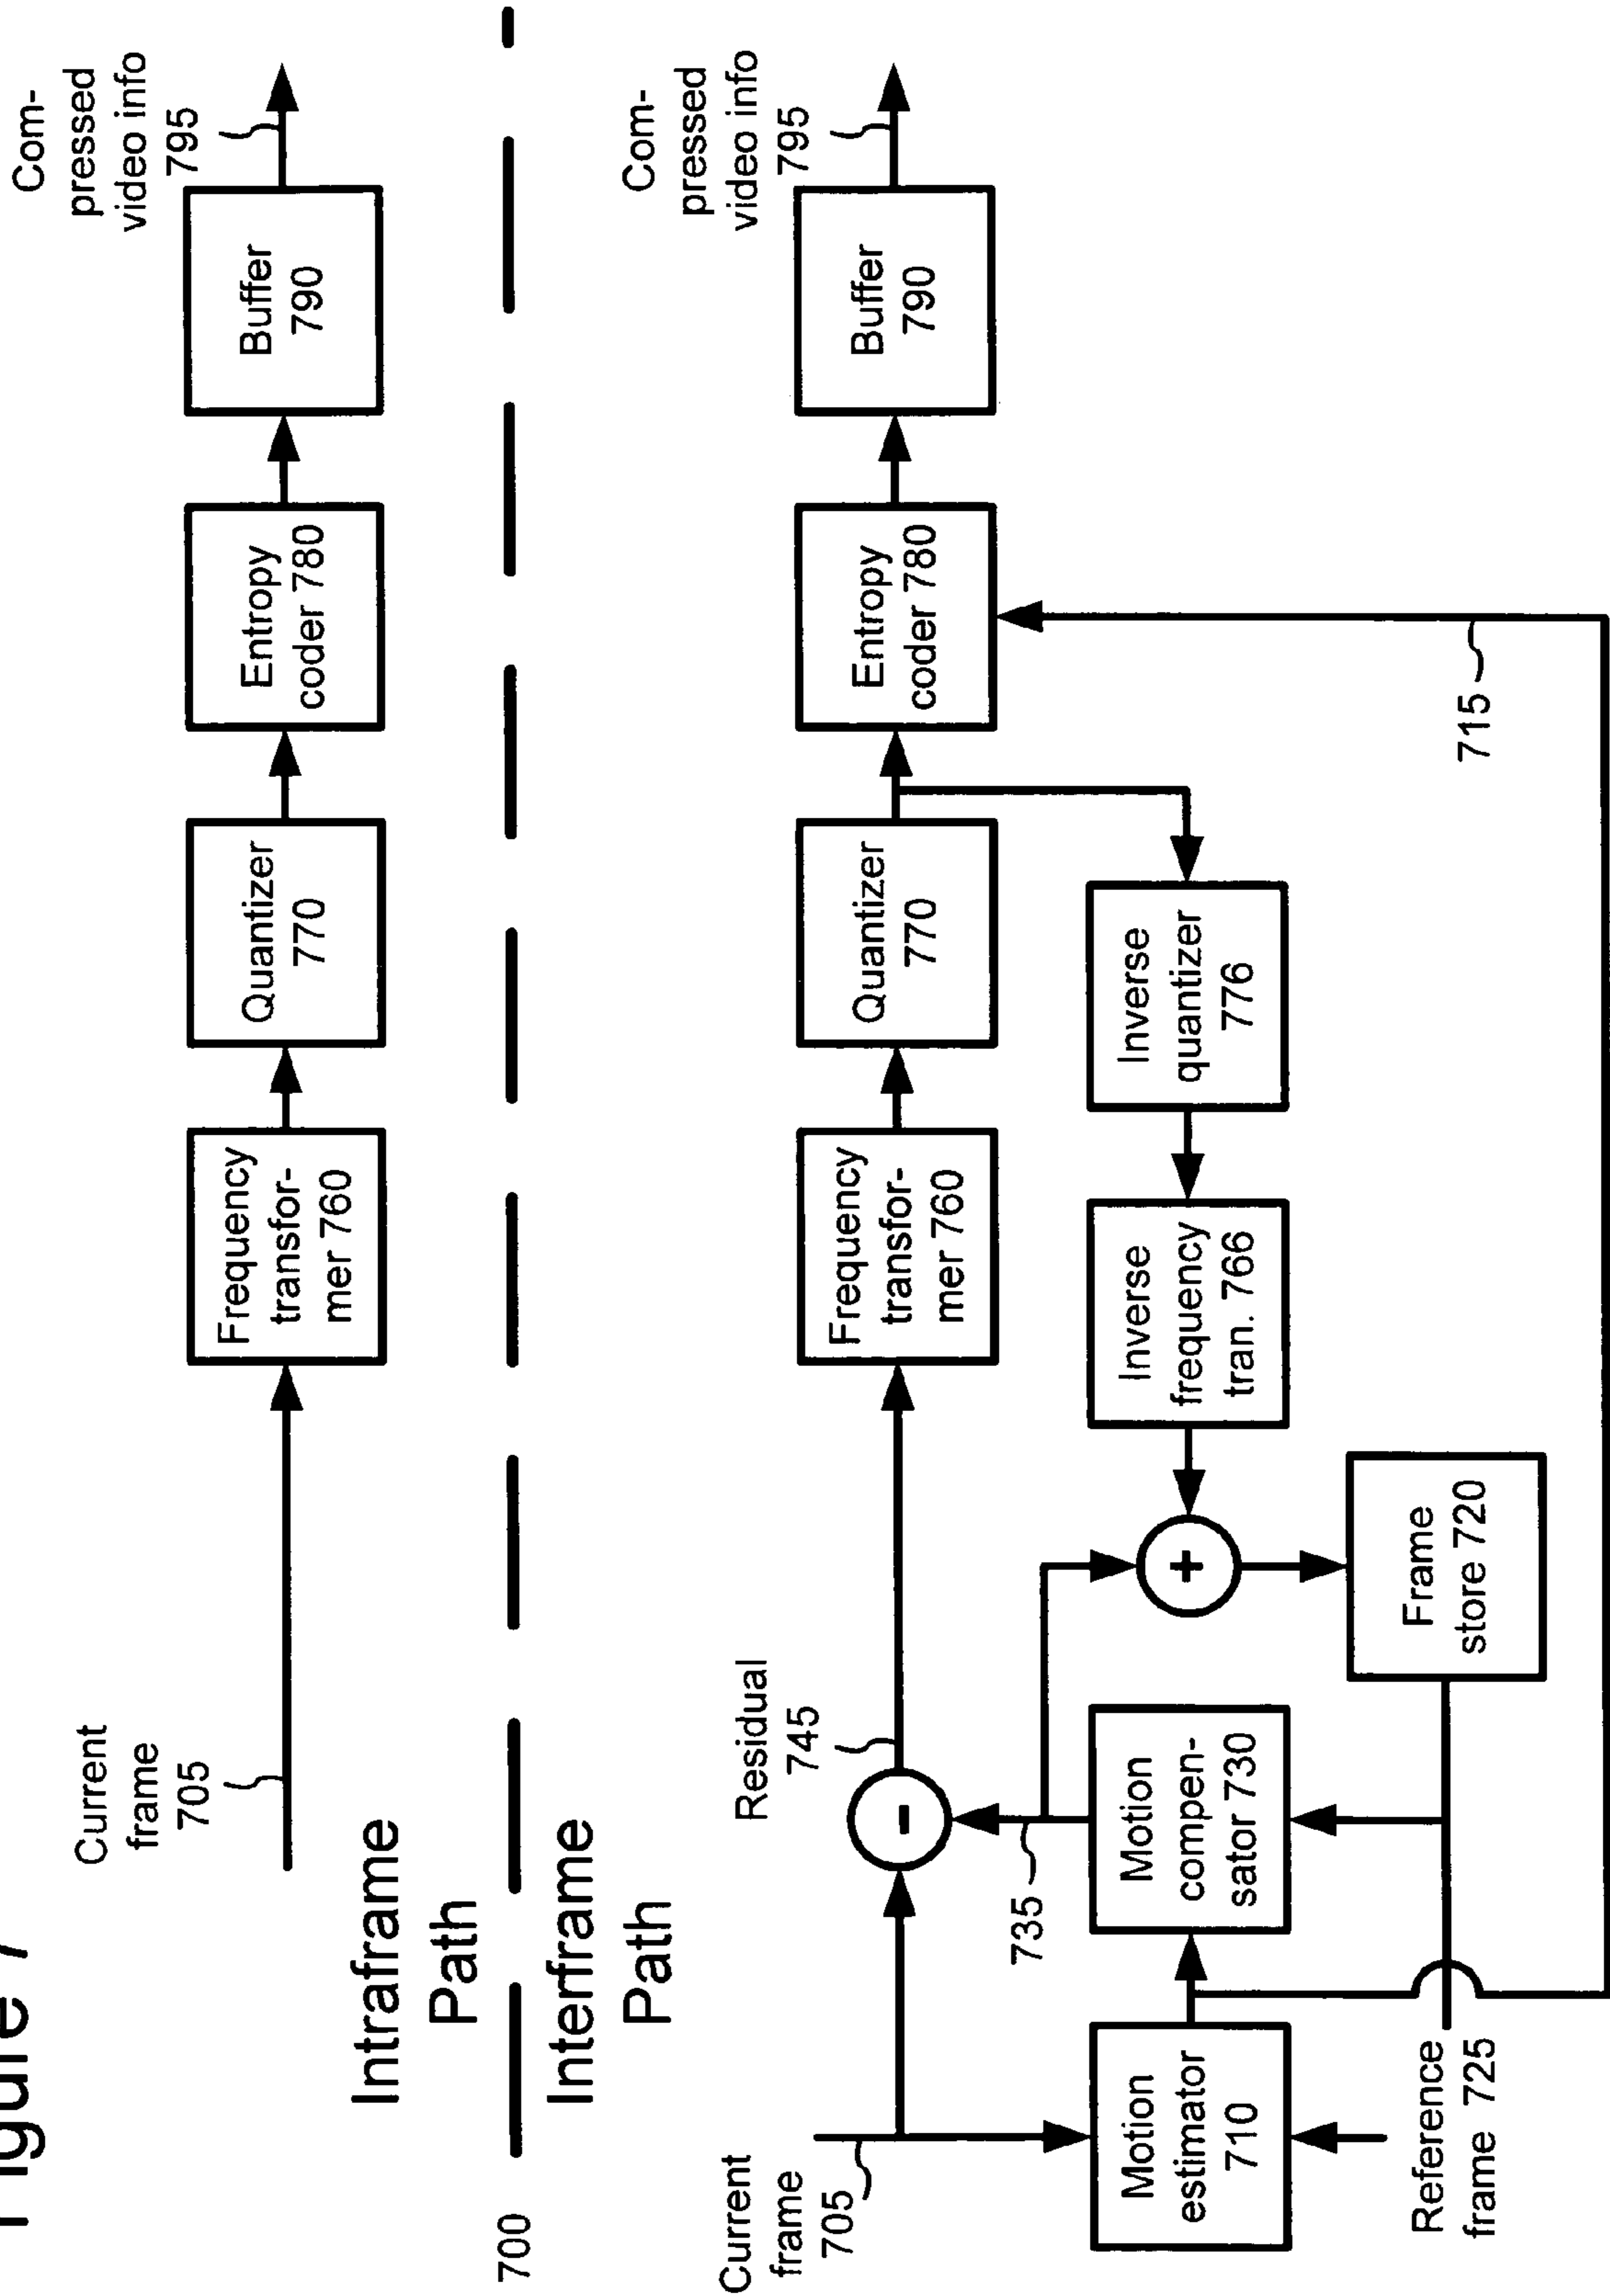 Figure 7
Current
frame
705
Frequency
transfor-
mer 760
Quantizer
770
Entropy
coder 780
Buffer
790
Com-
pressed
video info
795
Intraframe
Path
700
Interframe
Path
Current
frame
705
Residual
745
Frequency
transfor-
mer 760
Quantizer
770
Entropy
coder 780
Buffer
790
Com-
pressed
video info
795
-
735
Motion
estimator
710
Motion
compen-
sator 730
+
Inverse
frequency
tran. 766
Inverse
quantizer
776
Reference
frame 725
Frame
store 720
715